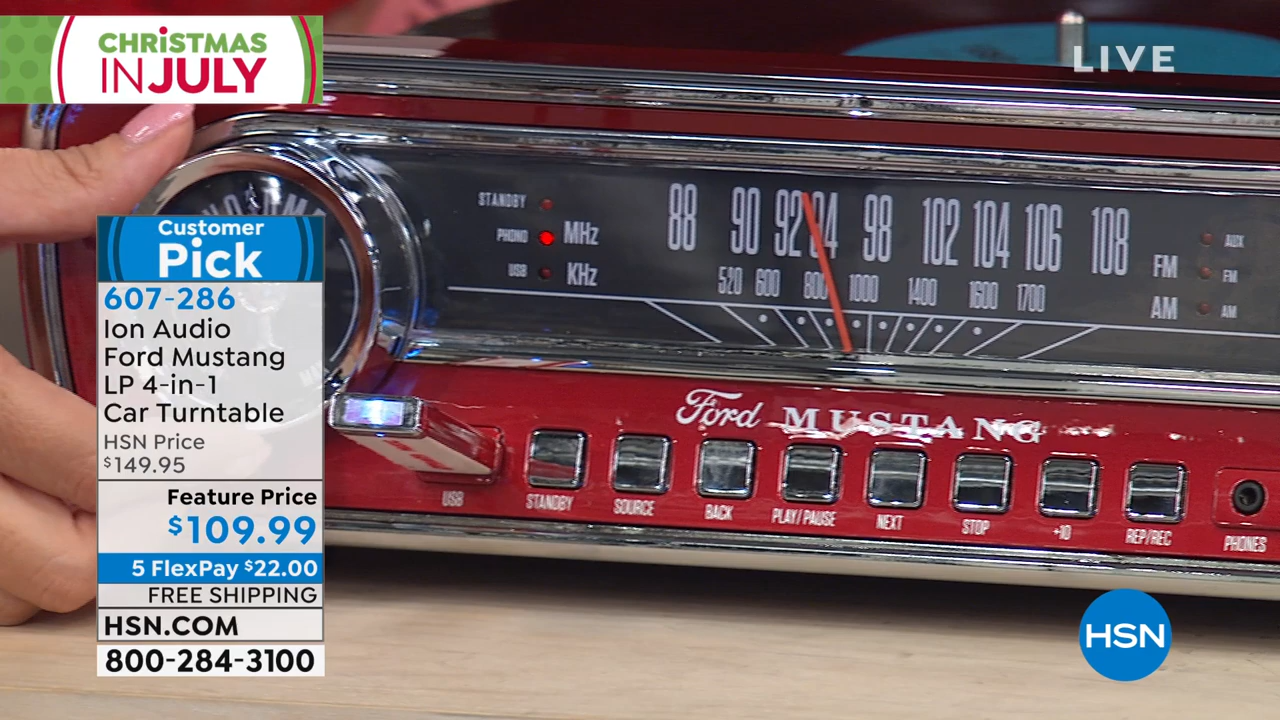 CHRiSTMAS
IN JULY
LIVE
Customer
Pick
607-286
Ion Audio
Ford Mustang
LP 4-in-1
Car Turntable
HSN Price
$149.95
Feature Price
$109.99
5 FlexPay $22.00
FREE SHIPPING
HSN.COM
800-284-3100
STANDBY
PHONO MHz
USB KHz
88 90 92 94 98 102 104 106 108 FM
520 600 800 1000 1400 1600 1700 AM
AUX
FM
AM
Ford MUSTANG
USB STANDBY SOURCE BACK PLAY/PAUSE NEXT STOP +10 REP/REC PHONES
HSN